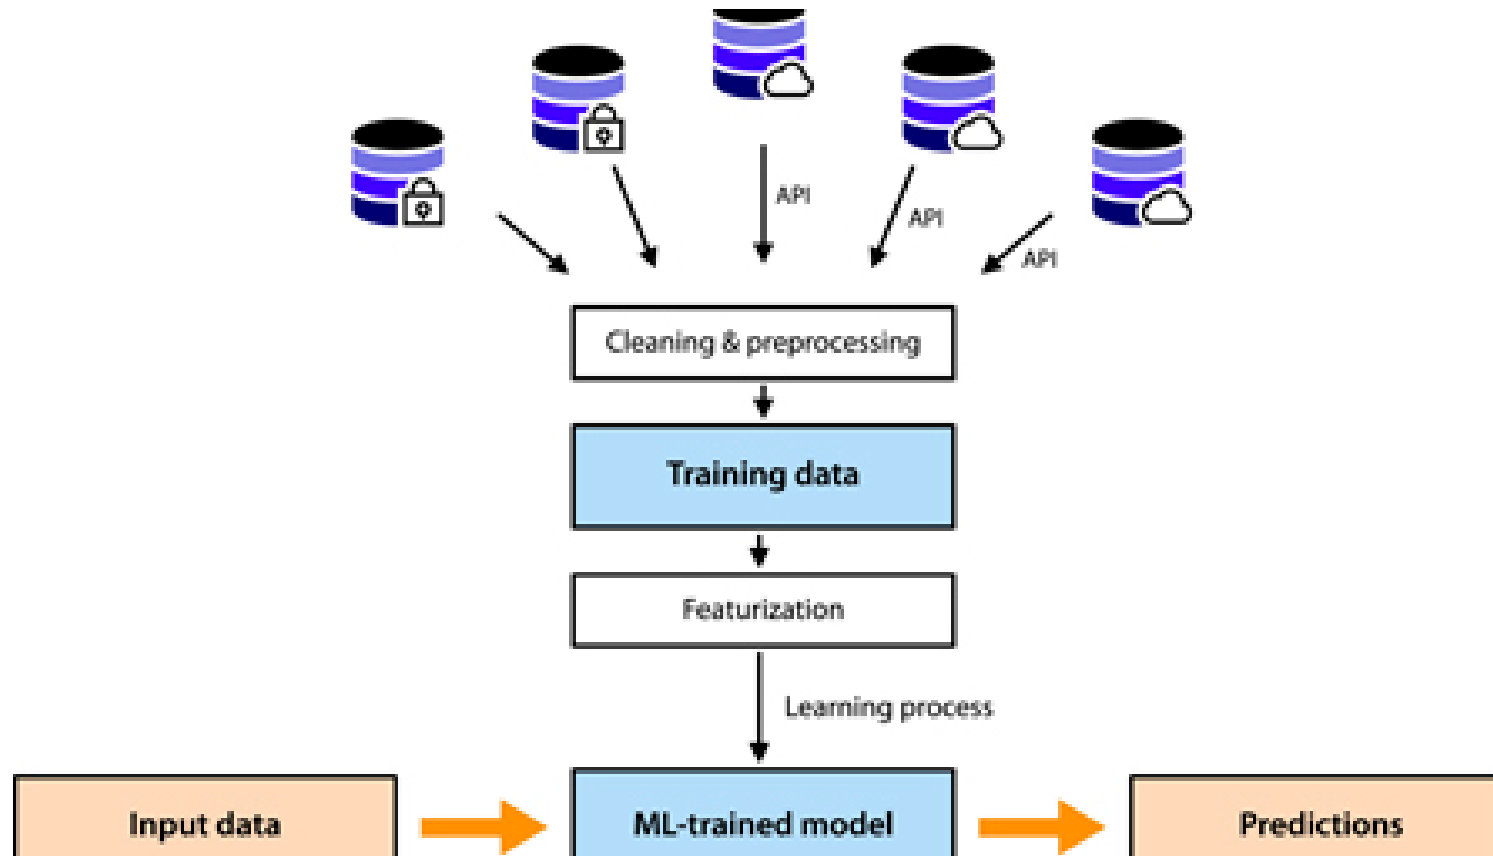 API
API
API
Cleaning & preprocessing
Training data
Featurization
Learning process
Input data
ML-trained model
Predictions